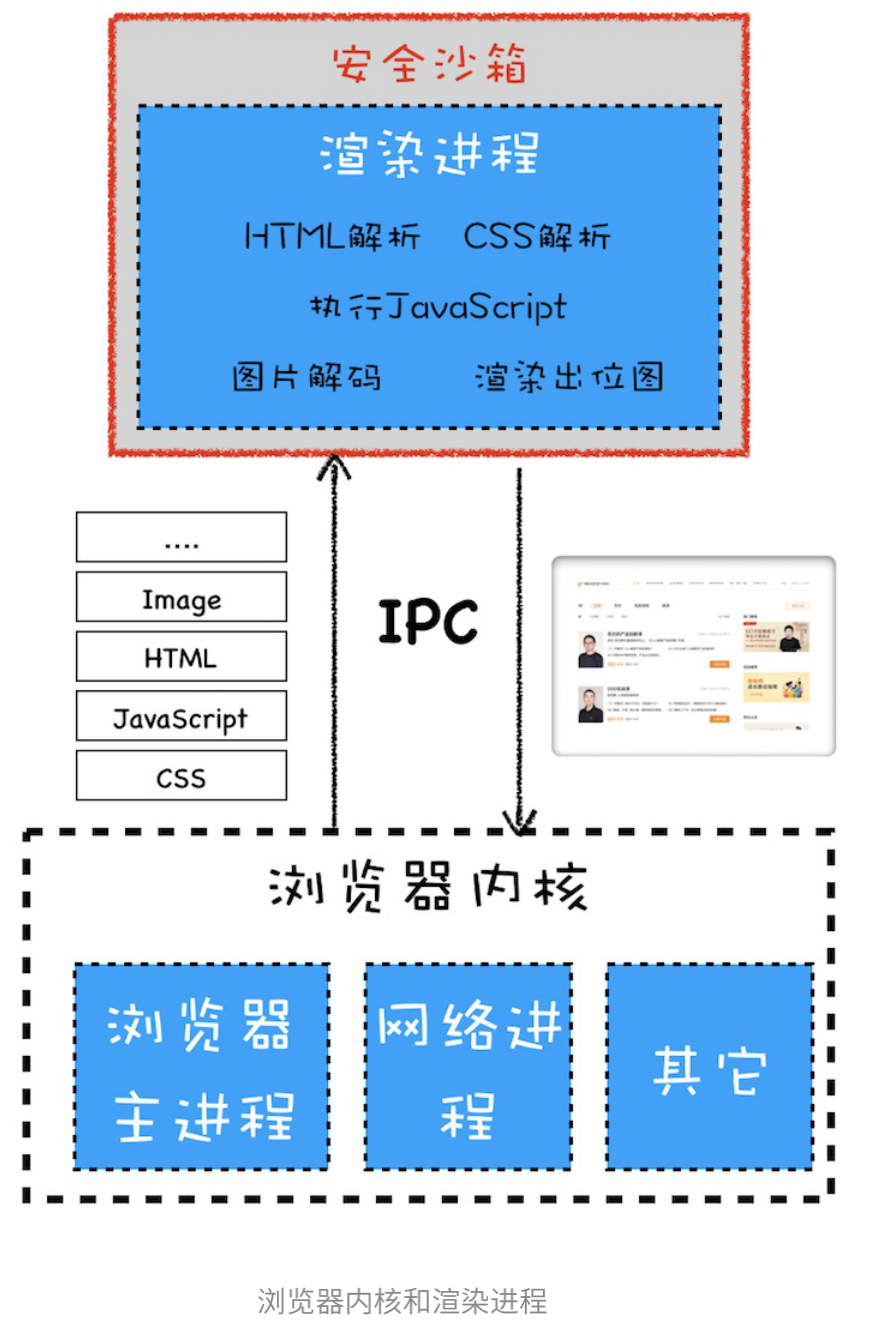 安全沙箱
渲染进程
HTML解析 CSS解析
执行JavaScript
图片解码 渲染出位图
....
Image
HTML
JavaScript
CSS
IPC
浏览器内核
浏览器
主进程
网络进
程
其它
浏览器内核和渲染进程